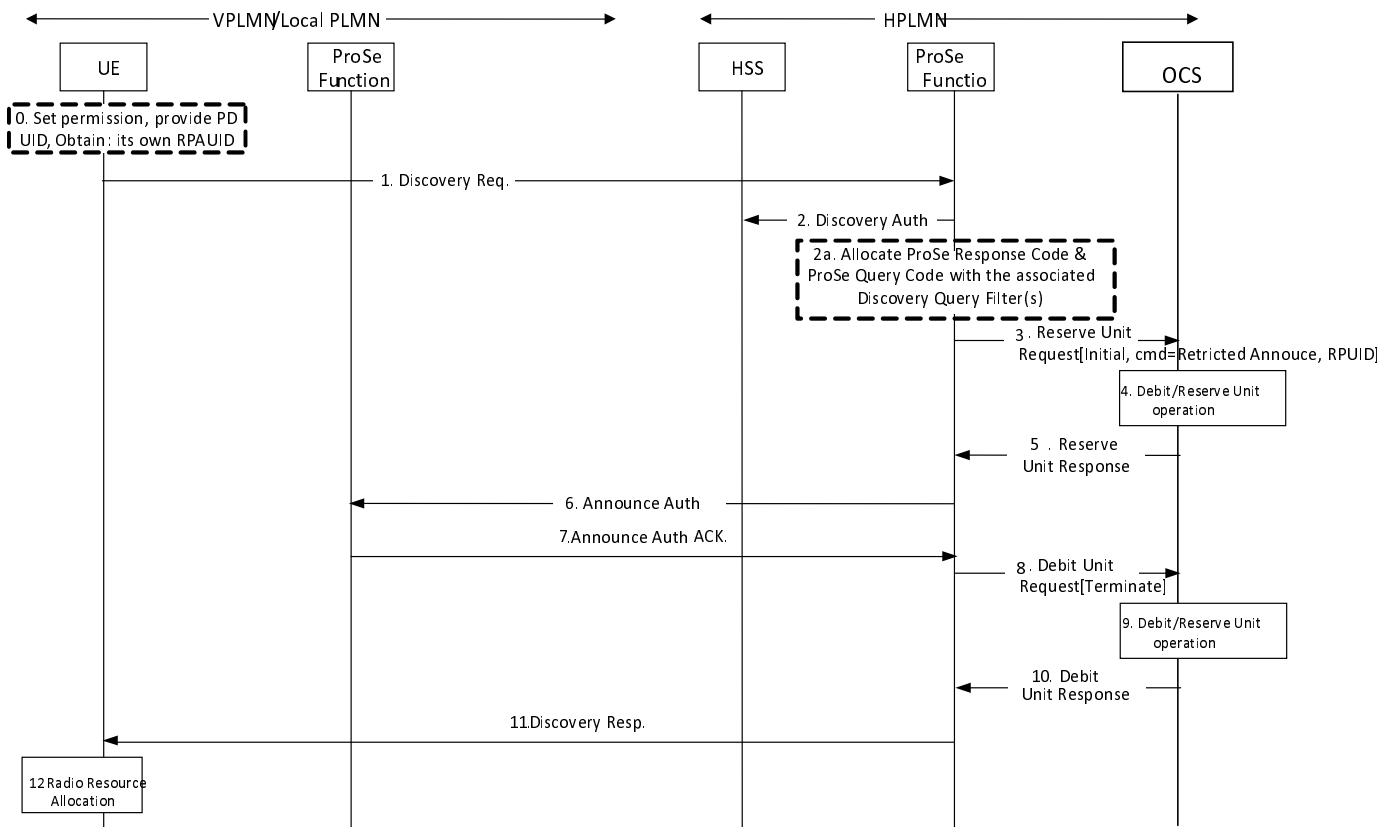 VPLMN/Local PLMN
HPLMN
UE
ProSe
Function
HSS
ProSe
Functio
OCS
0. Set permission, provide PD
UID, Obtain: its own RPAUID
1. Discovery Req.
2. Discovery Auth
2a. Allocate ProSe Response Code &
ProSe Query Code with the associated
Discovery Query Filter(s)
3. Reserve Unit
Request[Initial, cmd=Retricted Annouce, RPUID]
4. Debit/Reserve Unit
operation
5 . Reserve
Unit Response
6. Announce Auth
7.Announce Auth ACK.
8. Debit Unit
Request[Terminate]
9. Debit/Reserve Unit
operation
10. Debit
Unit Response
11.Discovery Resp.
12 Radio Resource
Allocation